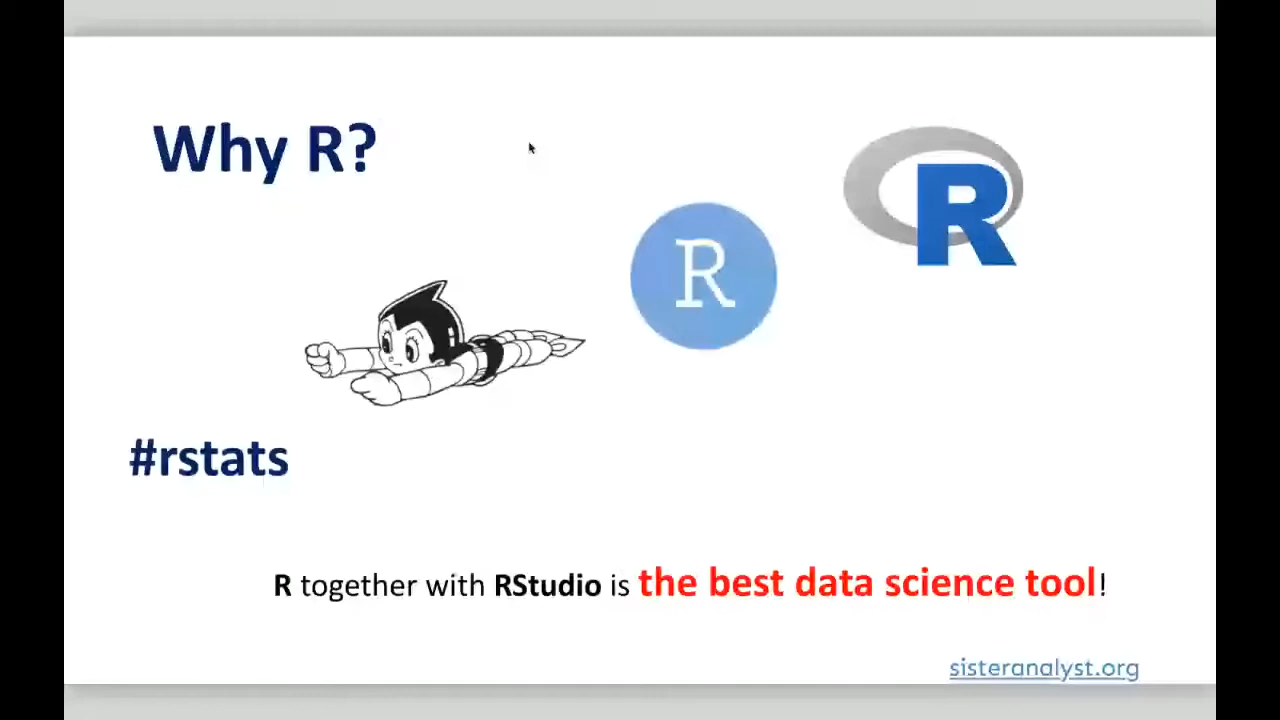 Why R?
R
R
#rstats
R together with RStudio is the best data science tool!
sisteranalyst.org